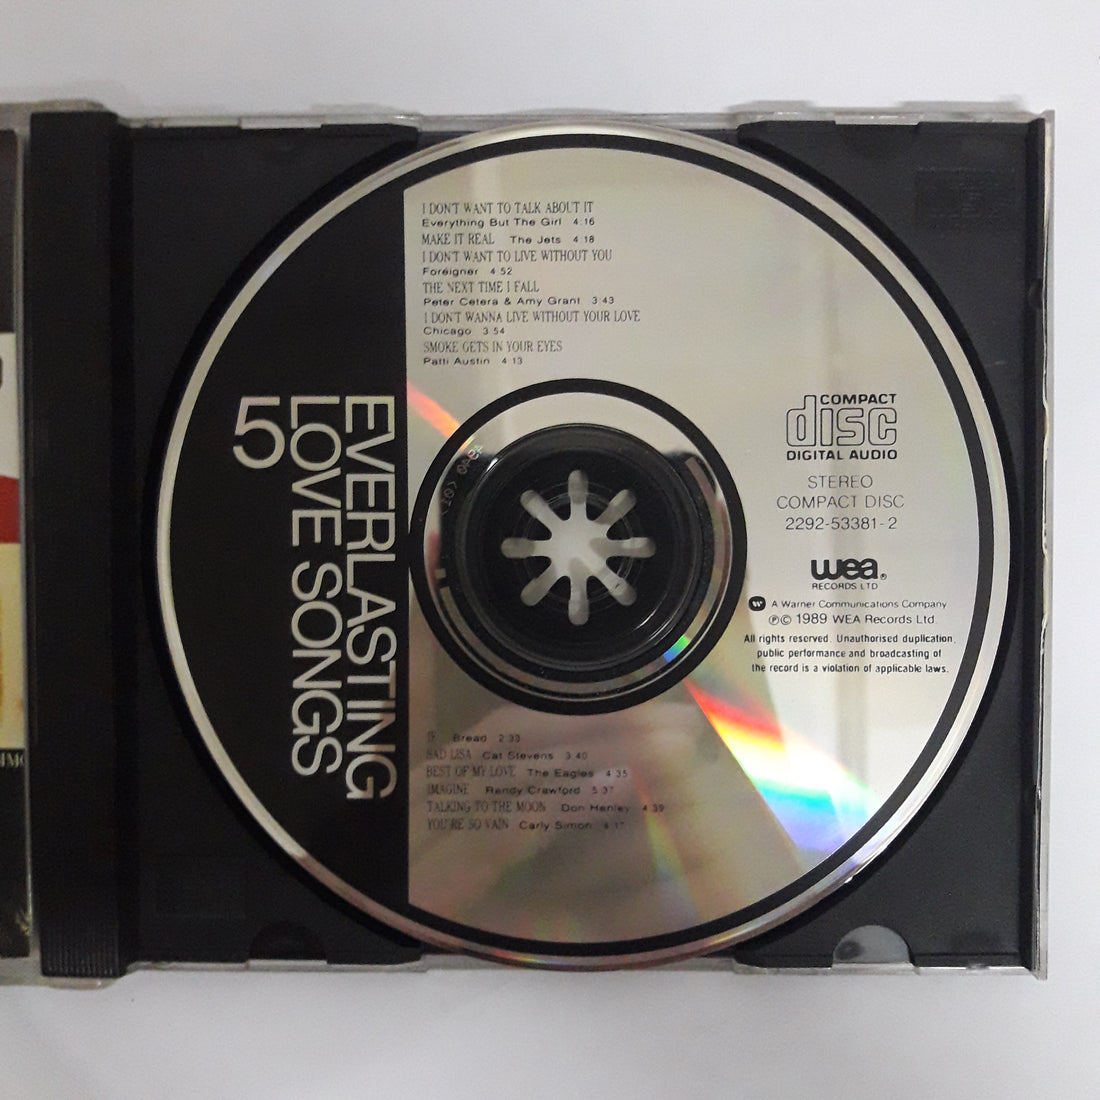 I DON'T WANT TO TALK ABOUT IT
Everything But The Girl 4:16
MAKE IT REAL The Jets 4:18
I DON'T WANT TO LIVE WITHOUT YOU
Foreigner 4:52
THE NEXT TIME I FALL
Peter Cetera & Amy Grant 3:43
I DON'T WANNA LIVE WITHOUT YOUR LOVE
Chicago 3:54
SMOKE GETS IN YOUR EYES
Patti Austin 4:13
EVERLASTING
LOVE SONGS
5
COMPACT
disc
DIGITAL AUDIO
STEREO
COMPACT DISC
2292-53381-2
wea®
RECORDS LTD
A Warner Communications Company
℗© 1989 WEA Records Ltd.
All rights reserved. Unauthorised duplication,
public performance and broadcasting of
the record is a violation of applicable laws.
IF Bread
SAD LISA Cat Stevens 3:40
BEST OF MY LOVE The Eagles 4:35
IMAGINE Randy Crawford 5:37
TALKING TO THE MOON Don Henley 4:39
YOU'RE SO VAIN Carly Simon